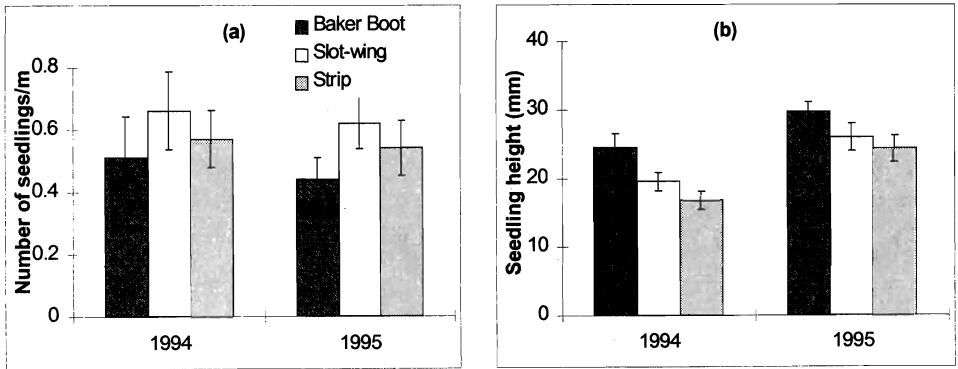 (a)
Baker Boot
Slot-wing
Strip
Number of seedlings/m
0.8
0.6
0.4
0.2
0
1994
1995
(b)
Seedling height (mm)
40
30
20
10
0
1994
1995